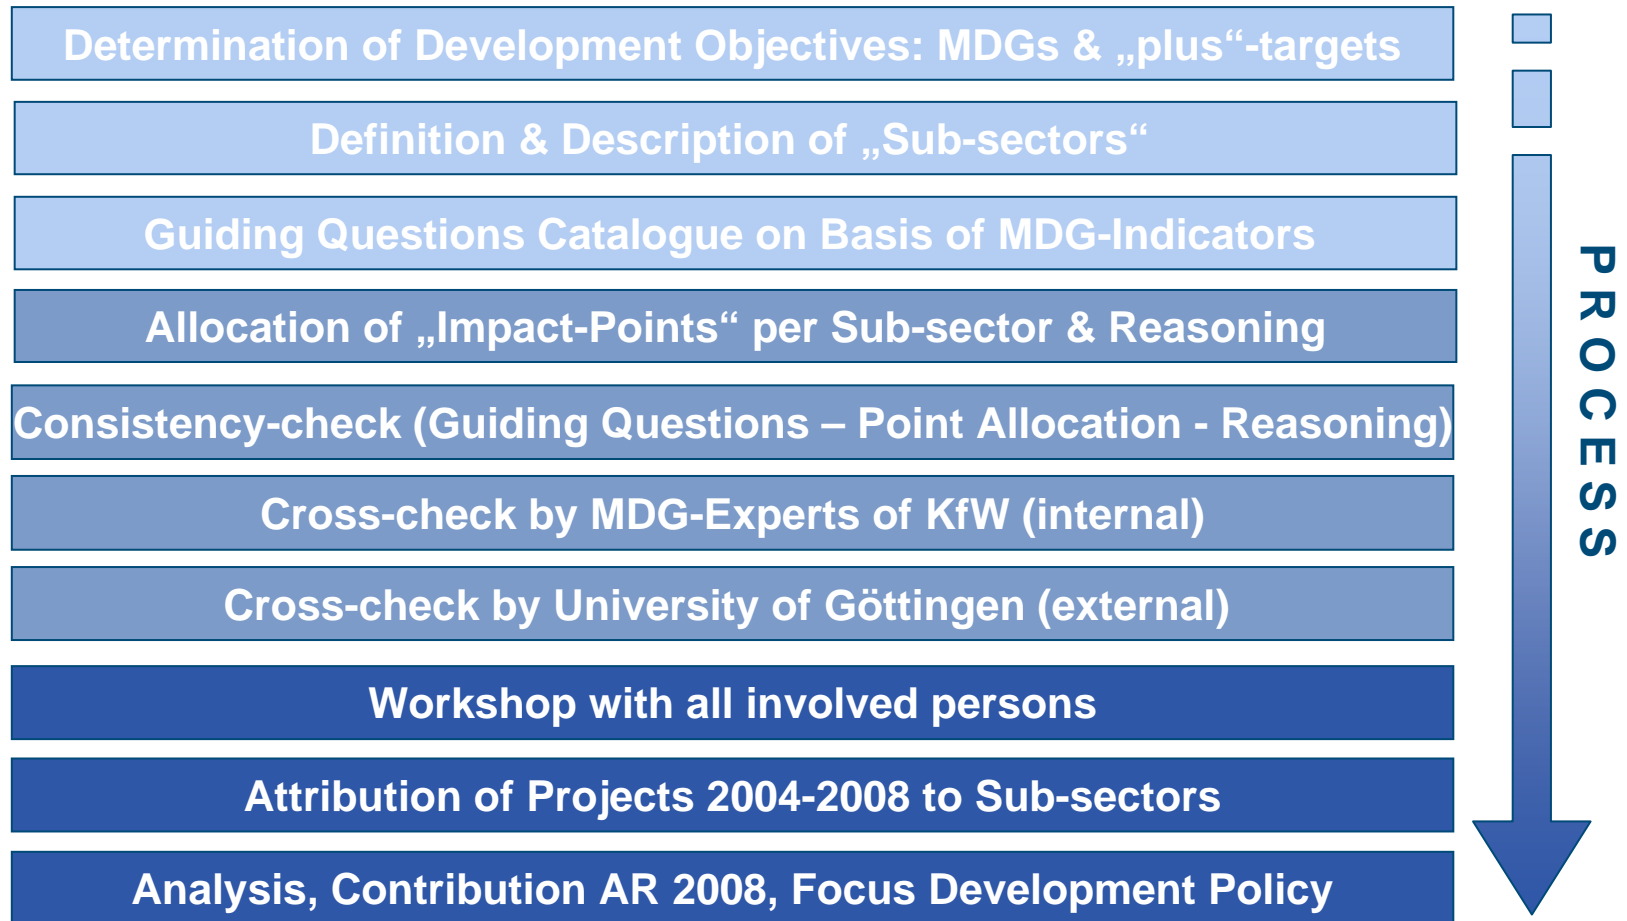 Determination of Development Objectives: MDGs & „plus“-targets
Definition & Description of „Sub-sectors“
Guiding Questions Catalogue on Basis of MDG-Indicators
Allocation of „Impact-Points“ per Sub-sector & Reasoning
Consistency-check (Guiding Questions – Point Allocation - Reasoning)
Cross-check by MDG-Experts of KfW (internal)
Cross-check by University of Göttingen (external)
Workshop with all involved persons
Attribution of Projects 2004-2008 to Sub-sectors
Analysis, Contribution AR 2008, Focus Development Policy
PROCESS